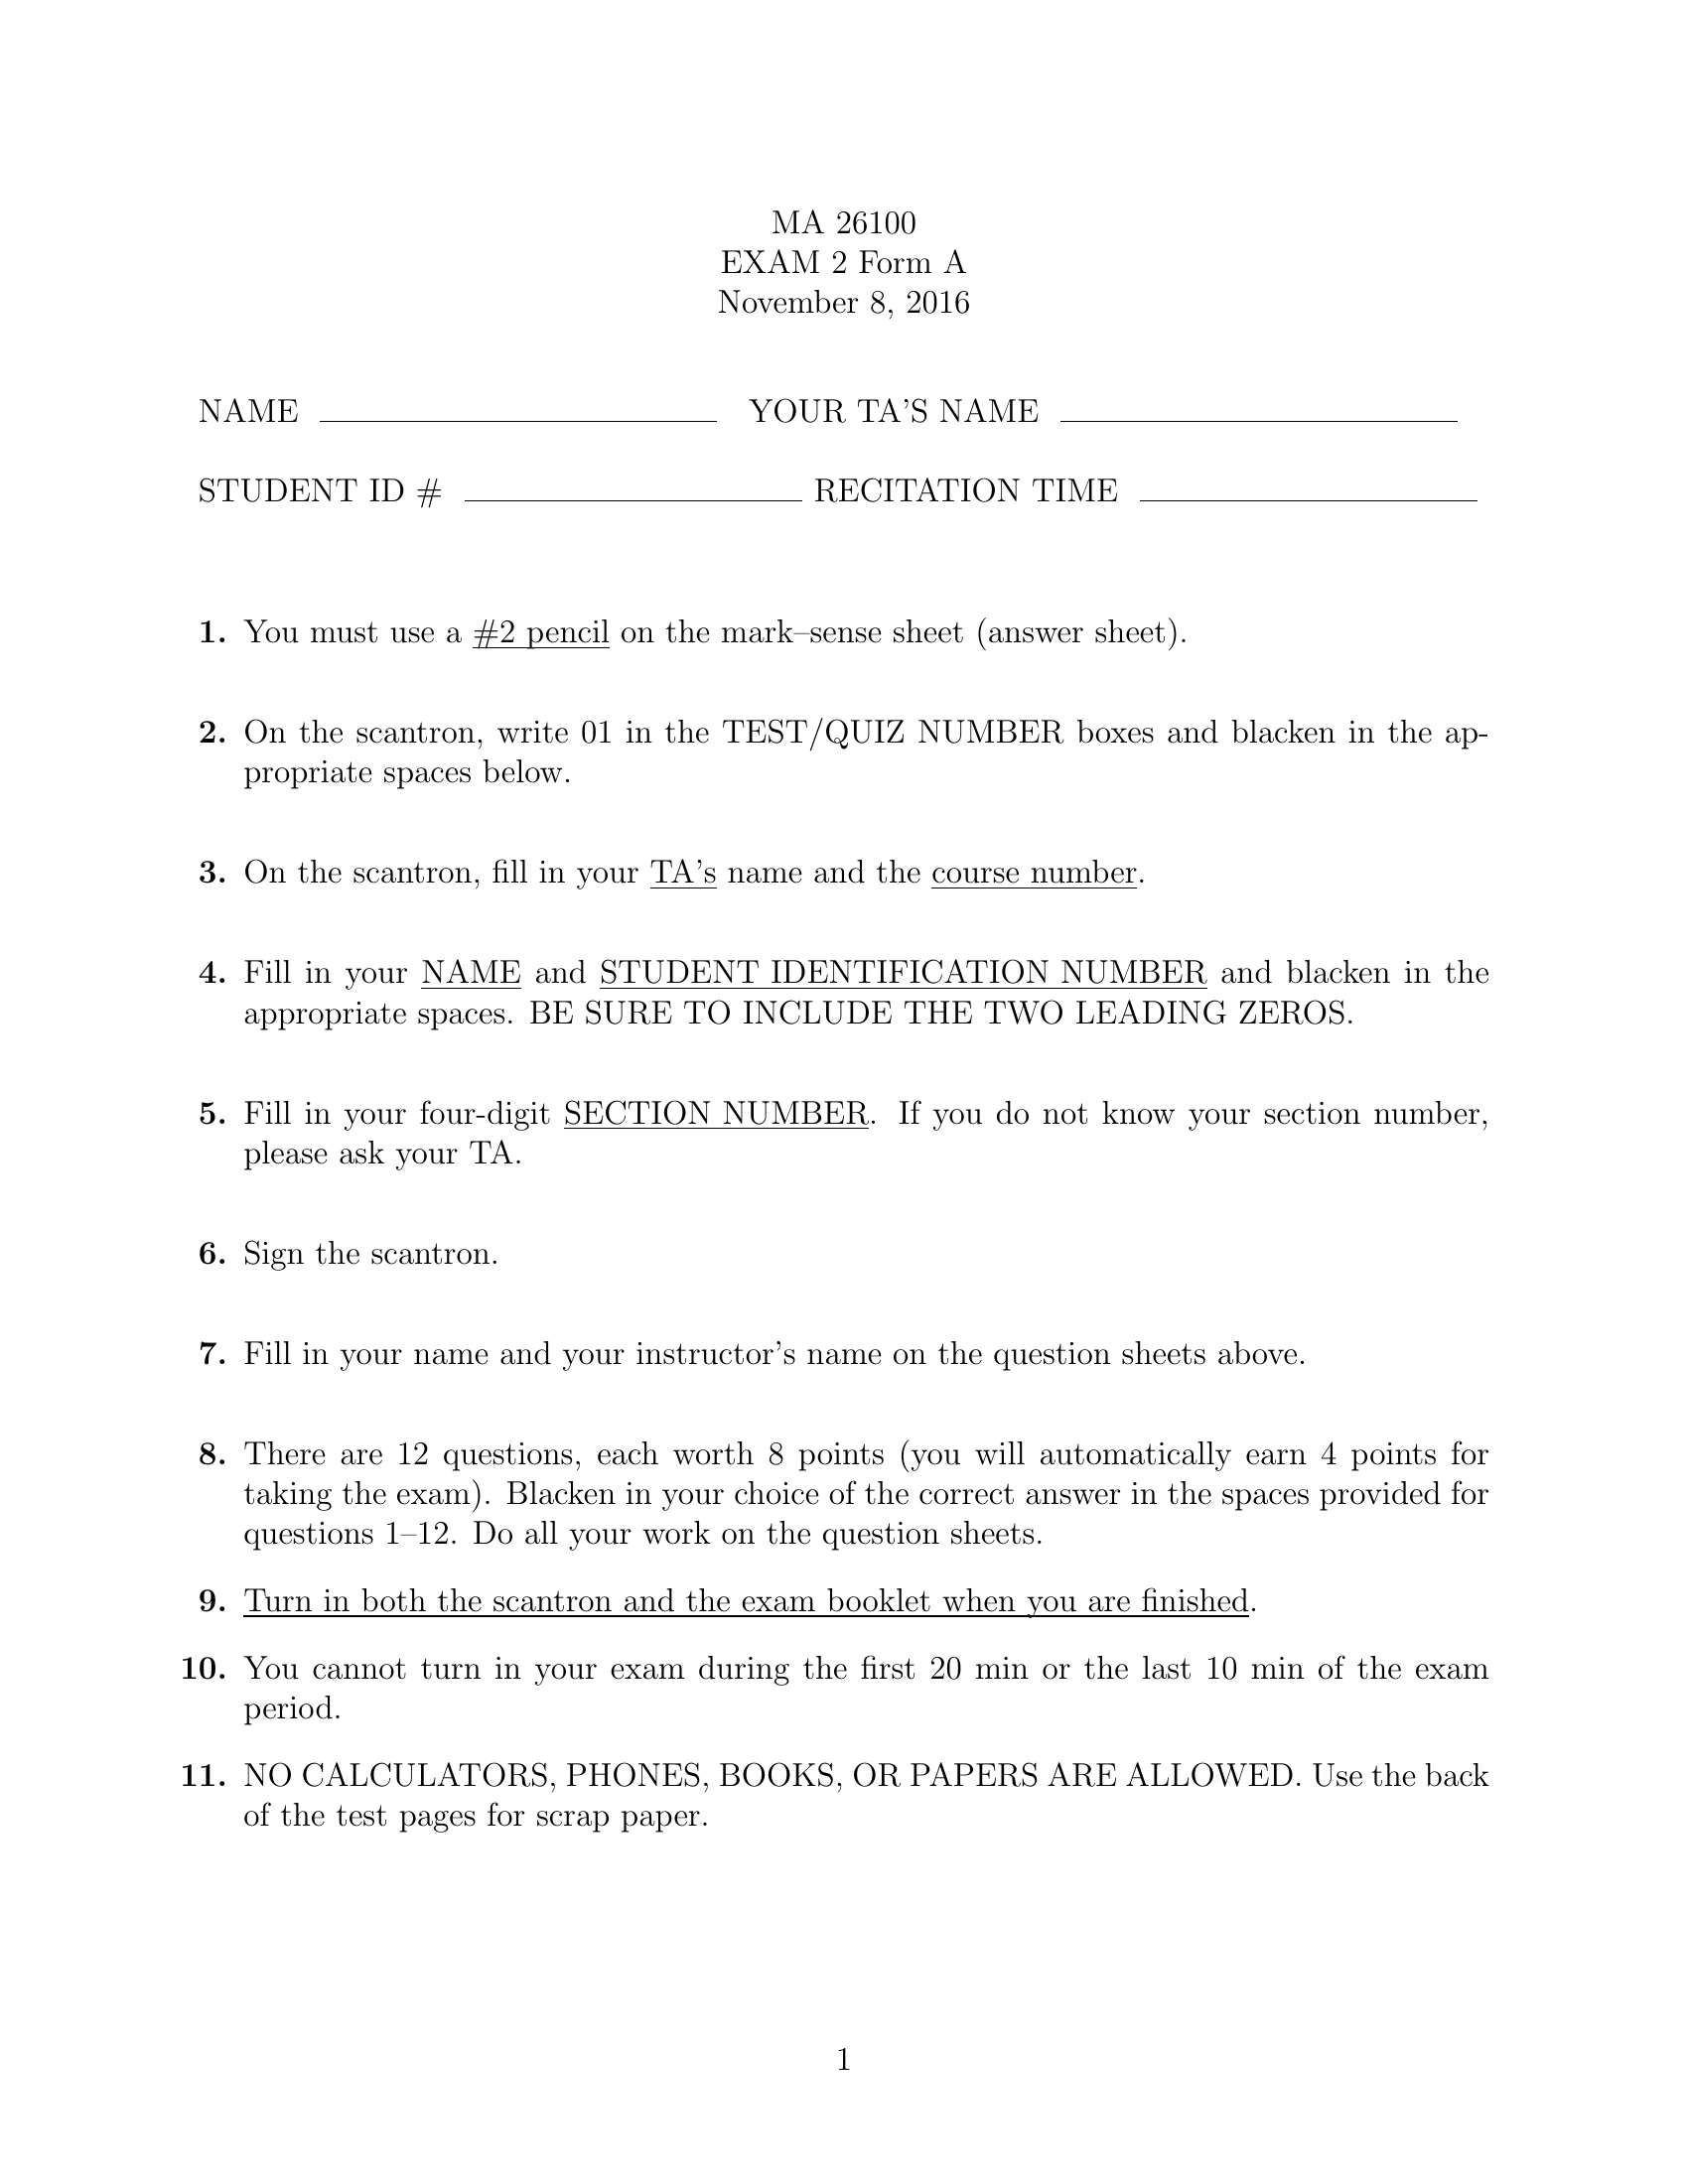 MA 26100
EXAM 2 Form A
November 8, 2016
NAME YOUR TA'S NAME
STUDENT ID # RECITATION TIME
1. You must use a #2 pencil on the mark–sense sheet (answer sheet).
2. On the scantron, write 01 in the TEST/QUIZ NUMBER boxes and blacken in the ap-
propriate spaces below.
3. On the scantron, fill in your TA's name and the course number.
4. Fill in your NAME and STUDENT IDENTIFICATION NUMBER and blacken in the
appropriate spaces. BE SURE TO INCLUDE THE TWO LEADING ZEROS.
5. Fill in your four-digit SECTION NUMBER. If you do not know your section number,
please ask your TA.
6. Sign the scantron.
7. Fill in your name and your instructor's name on the question sheets above.
8. There are 12 questions, each worth 8 points (you will automatically earn 4 points for
taking the exam). Blacken in your choice of the correct answer in the spaces provided for
questions 1–12. Do all your work on the question sheets.
9. Turn in both the scantron and the exam booklet when you are finished.
10. You cannot turn in your exam during the first 20 min or the last 10 min of the exam
period.
11. NO CALCULATORS, PHONES, BOOKS, OR PAPERS ARE ALLOWED. Use the back
of the test pages for scrap paper.
1